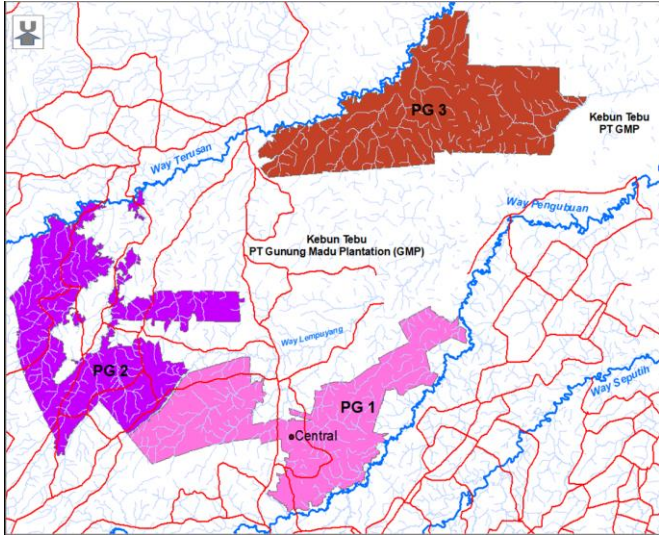 U
PG 3
Kebun Tebu
PT GMP
Way Terusan
Way Pengubuan
Kebun Tebu
PT Gunung Madu Plantation (GMP)
Way Lempuyang
PG 2
Way Seputih
PG 1
Central